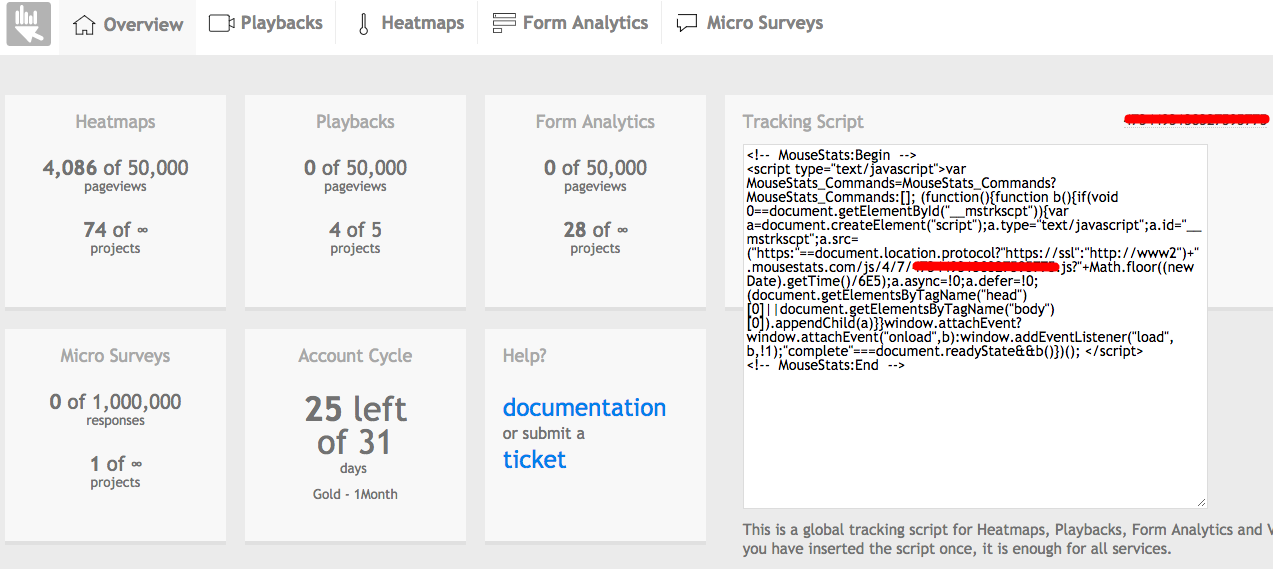 Overview
Playbacks
Heatmaps
Form Analytics
Micro Surveys
Heatmaps
4,086 of 50,000
pageviews
74 of ∞
projects
Playbacks
0 of 50,000
pageviews
4 of 5
projects
Form Analytics
0 of 50,000
pageviews
28 of ∞
projects
Tracking Script
<!-- MouseStats:Begin -->
<script type="text/javascript">var
MouseStats_Commands=MouseStats_Commands?
MouseStats_Commands:[]; (function(){function b(){if(void
0==document.getElementById("__mstrkscpt")){var
a=document.createElement("script");a.type="text/javascript";a.id="__
mstrkscpt";a.src=
("https:"==document.location.protocol?"https://ssl":"http://www2")+"
.mousestats.com/js/4/7/ .js?"+Math.floor((new
Date).getTime()/6E5);a.async=!0;a.defer=!0;
(document.getElementsByTagName("head")
[0]||document.getElementsByTagName("body")
[0]).appendChild(a)}}window.attachEvent?
window.attachEvent("onload",b):window.addEventListener("load",
b,!1);"complete"===document.readyState&&b()})(); </script>
<!-- MouseStats:End -->
This is a global tracking script for Heatmaps, Playbacks, Form Analytics and
you have inserted the script once, it is enough for all services.
Micro Surveys
0 of 1,000,000
responses
1 of ∞
projects
Account Cycle
25 left
of 31
days
Gold - 1Month
Help?
documentation
or submit a
ticket